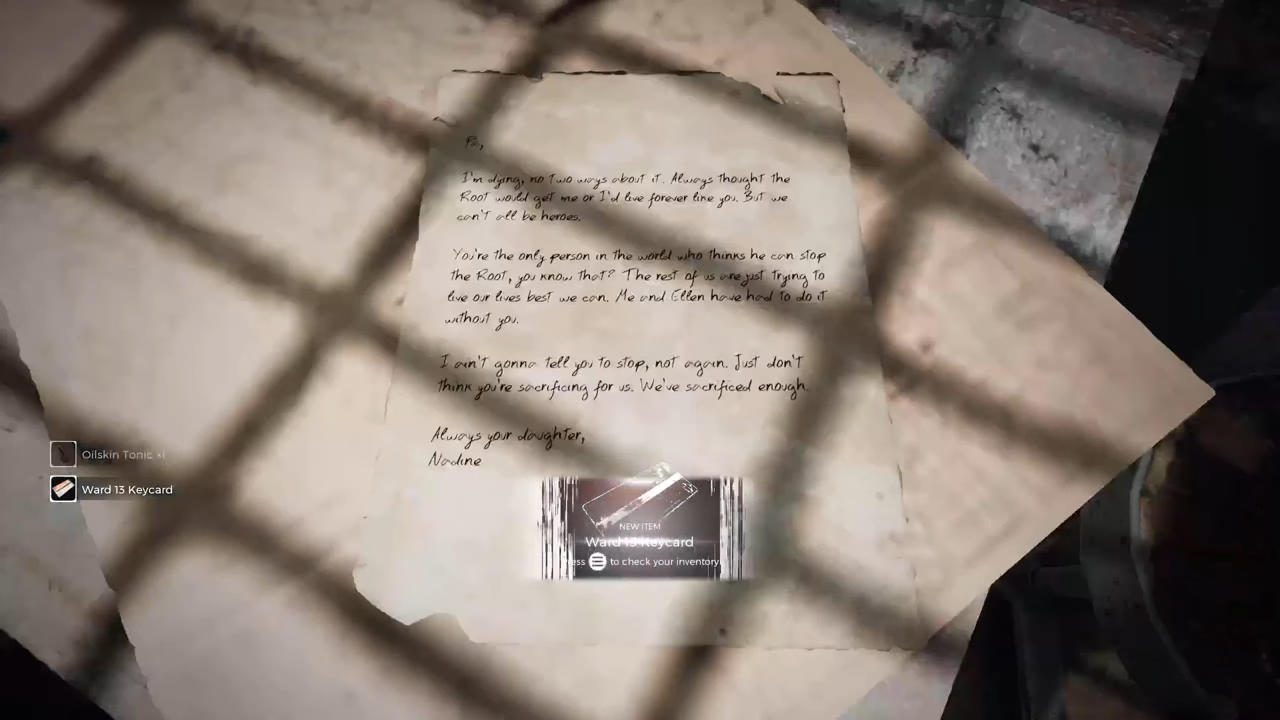 Pa,
I'm dying, no two ways about it. Always thought the
Root would get me or I'd live forever like you. But we
can't all be heroes.
You're the only person in the world who thinks he can stop
the Root, you know that? The rest of us are just trying to
live our lives best we can. Me and Ellen have had to do it
without you.
I ain't gonna tell you to stop, not again. Just don't
think you're sacrificing for us. We've sacrificed enough.
Always your daughter,
Nadine
Oilskin Tonic x1
Ward 13 Keycard
NEW ITEM
Ward 13 Keycard
Press to check your inventory